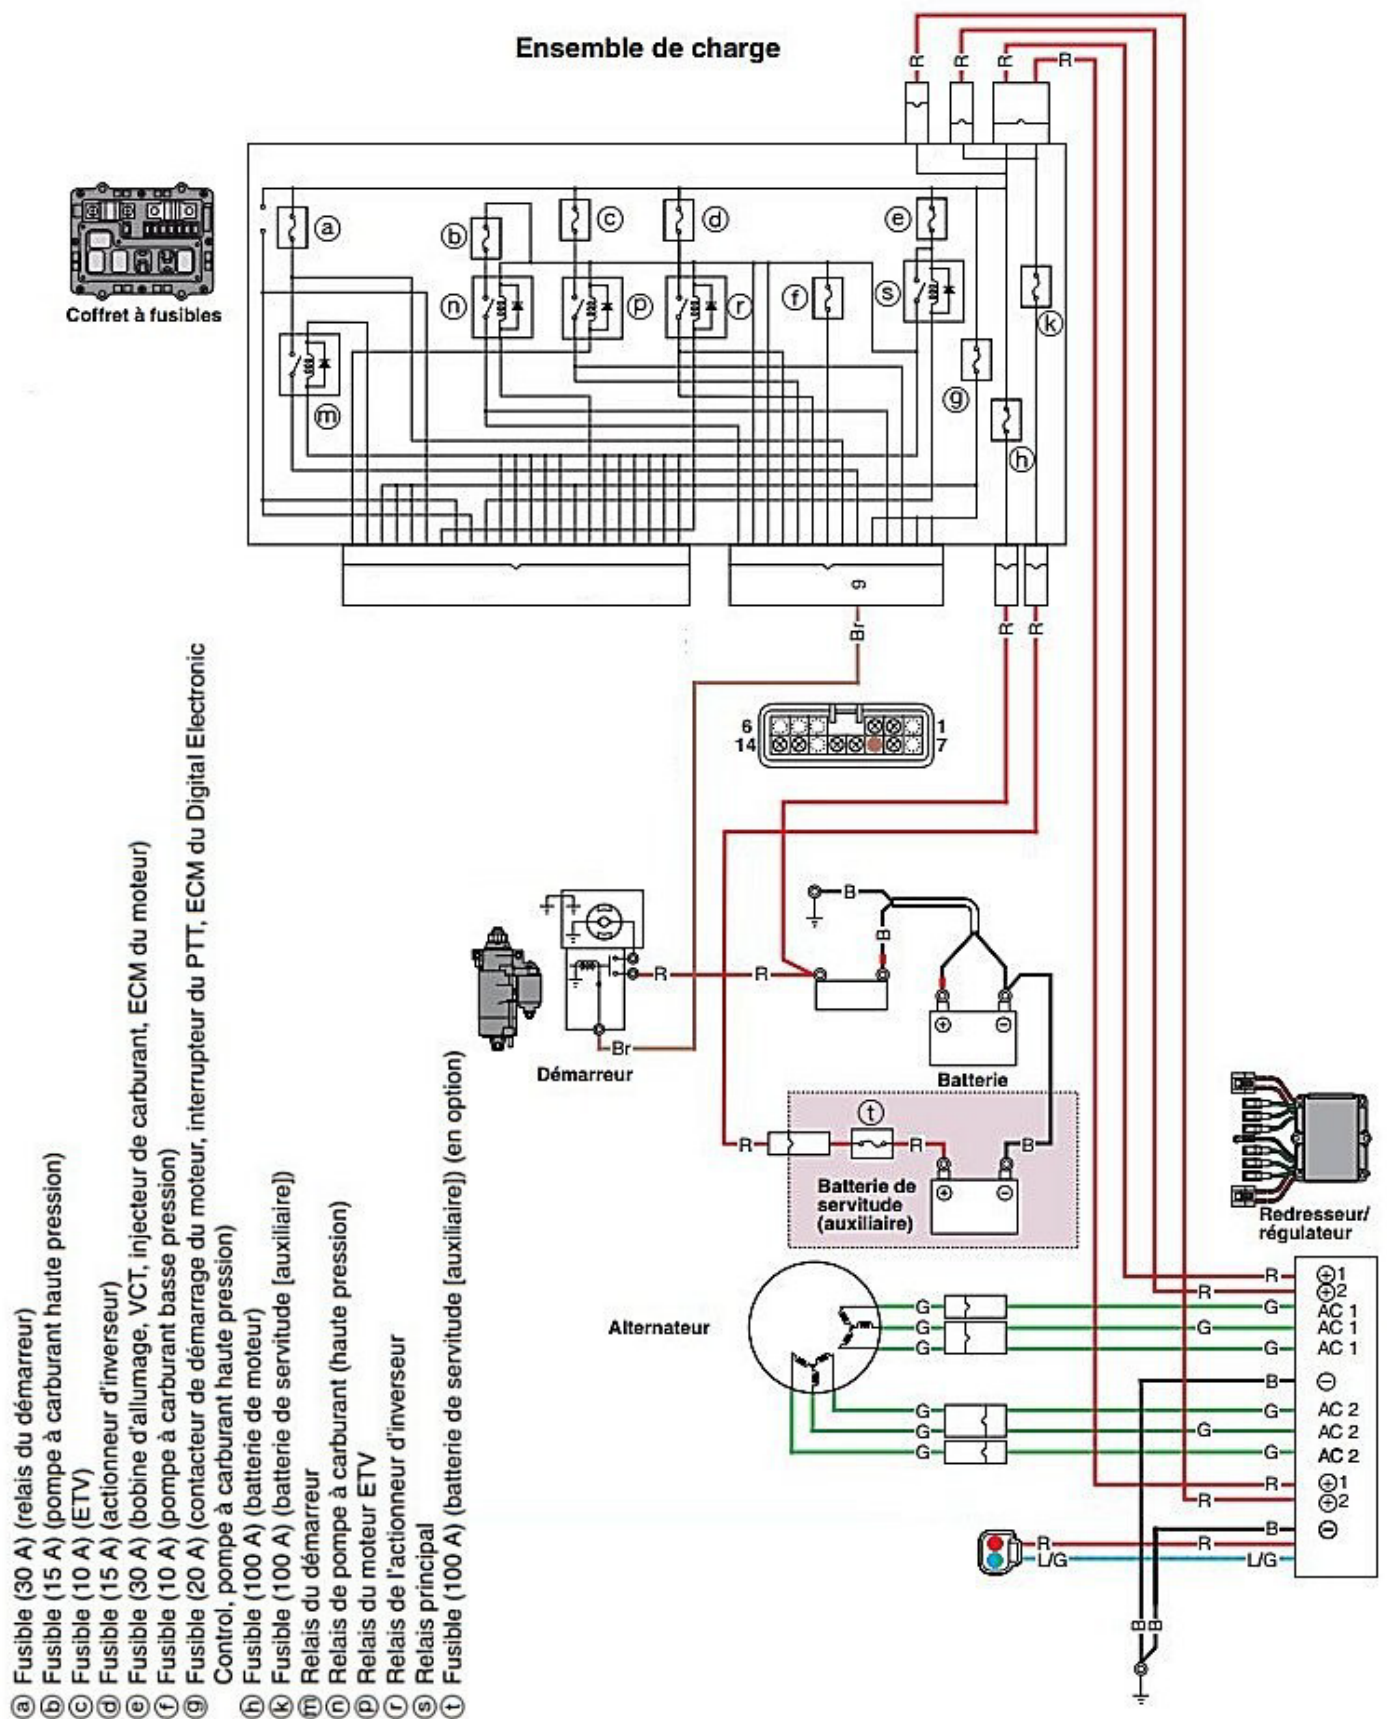 Ensemble de charge
R
R
R
R
Coffret à fusibles
a
b
c
d
e
n
p
r
f
s
k
m
g
h
9
Br
R
R
6
1
14
7
B
B
R
R
Br
Démarreur
Batterie
t
R
R
B
Batterie de
servitude
(auxiliaire)
Redresseur/
régulateur
Alternateur
R
+1
R
+2
G
G
AC 1
G
G
AC 1
G
G
AC 1
B
−
G
G
AC 2
G
G
AC 2
G
G
AC 2
R
+1
R
+2
B
−
R
R
L/G
L/G
B
B
a Fusible (30 A) (relais du démarreur)
b Fusible (15 A) (pompe à carburant haute pression)
c Fusible (10 A) (ETV)
d Fusible (15 A) (actionneur d'inverseur)
e Fusible (30 A) (bobine d'allumage, VCT, injecteur de carburant, ECM du moteur)
f Fusible (10 A) (pompe à carburant basse pression)
g Fusible (20 A) (contacteur de démarrage du moteur, interrupteur du PTT, ECM du Digital Electronic
Control, pompe à carburant haute pression)
h Fusible (100 A) (batterie de moteur)
k Fusible (100 A) (batterie de servitude [auxiliaire])
m Relais du démarreur
n Relais de pompe à carburant (haute pression)
p Relais du moteur ETV
r Relais de l'actionneur d'inverseur
s Relais principal
t Fusible (100 A) (batterie de servitude [auxiliaire]) (en option)